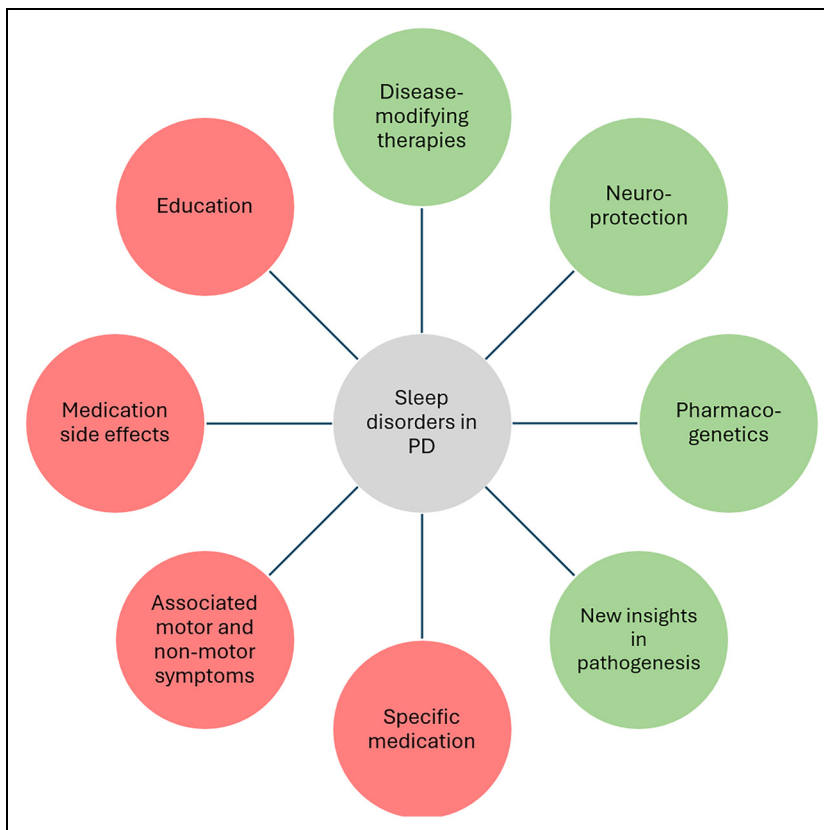 Disease-
modifying
therapies
Education
Neuro-
protection
Medication
side effects
Sleep
disorders in
PD
Pharmaco-
genetics
Associated
motor and
non-motor
symptoms
New insights
in
pathogenesis
Specific
medication